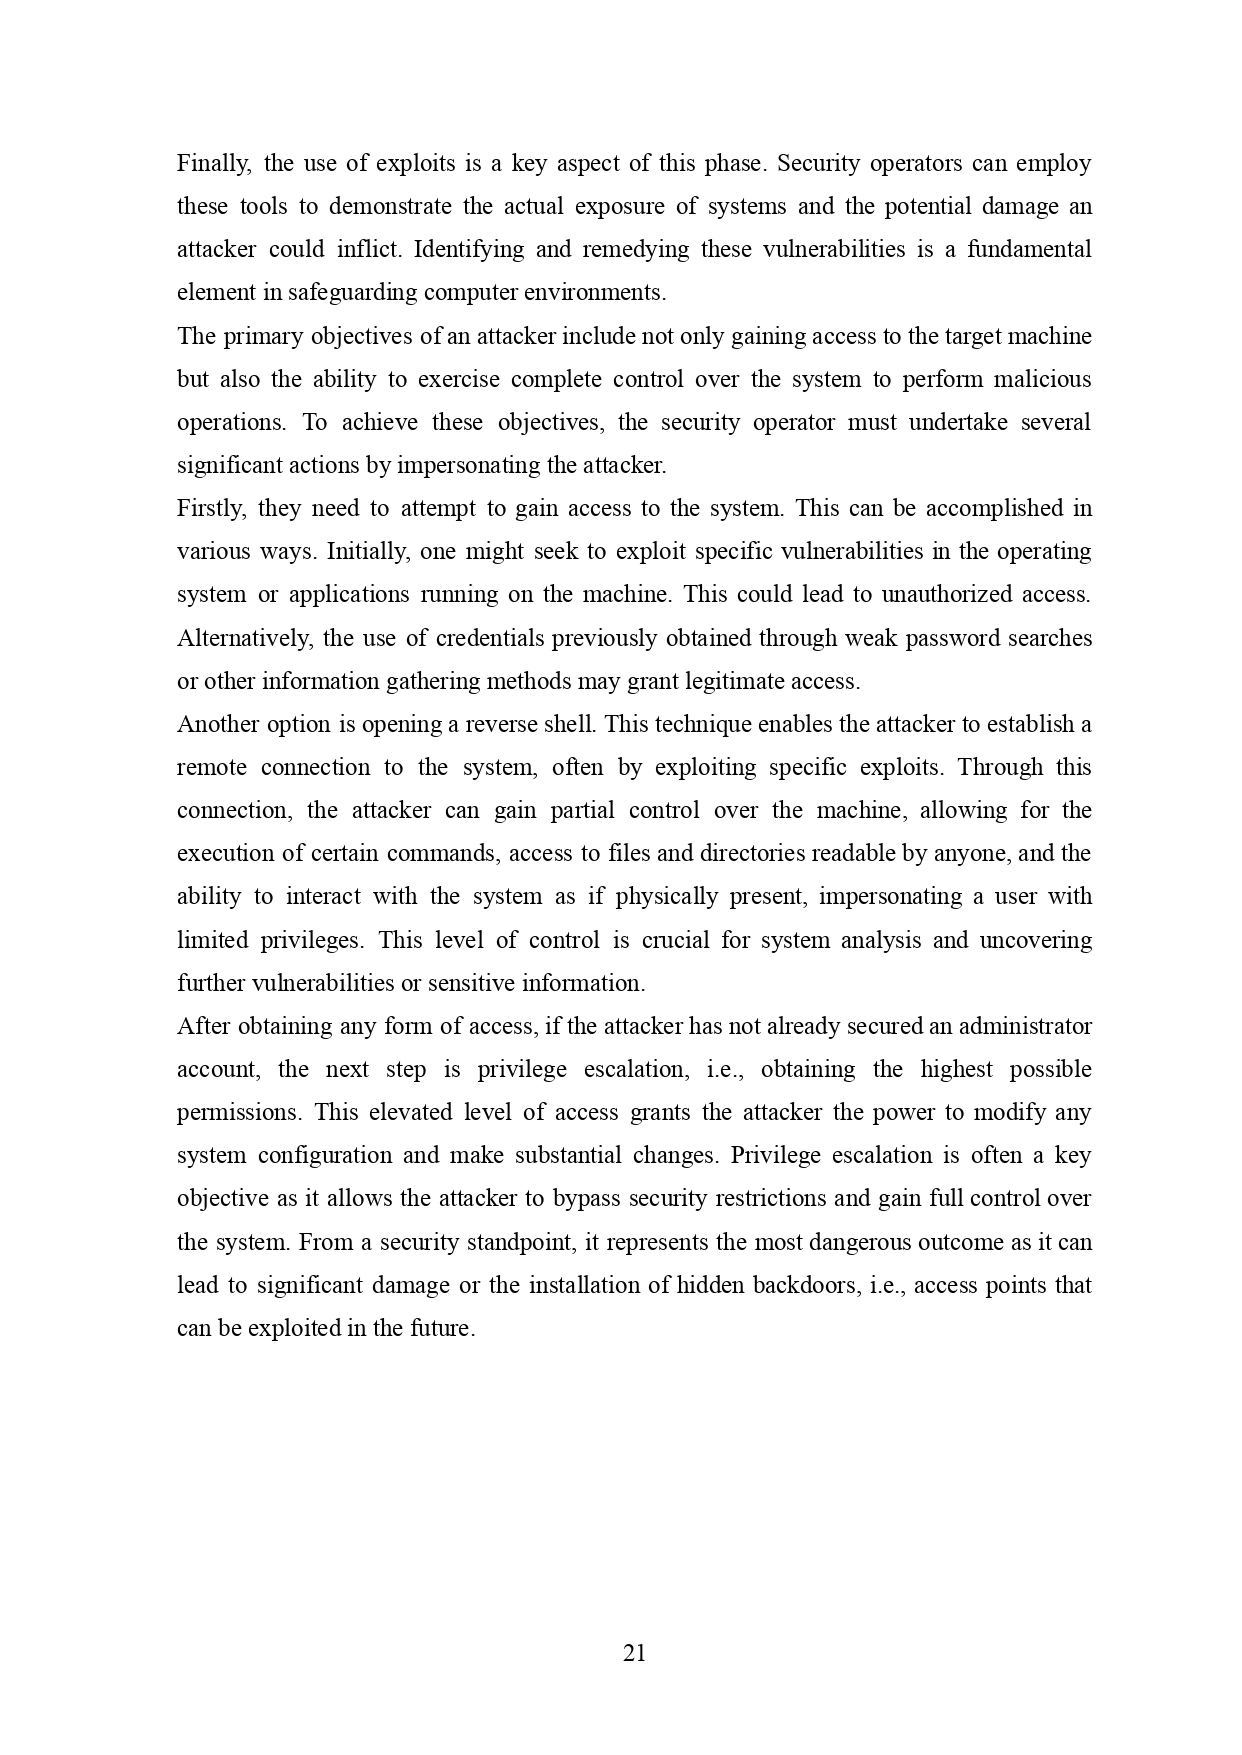 Finally, the use of exploits is a key aspect of this phase. Security operators can employ
these tools to demonstrate the actual exposure of systems and the potential damage an
attacker could inflict. Identifying and remedying these vulnerabilities is a fundamental
element in safeguarding computer environments.
The primary objectives of an attacker include not only gaining access to the target machine
but also the ability to exercise complete control over the system to perform malicious
operations. To achieve these objectives, the security operator must undertake several
significant actions by impersonating the attacker.
Firstly, they need to attempt to gain access to the system. This can be accomplished in
various ways. Initially, one might seek to exploit specific vulnerabilities in the operating
system or applications running on the machine. This could lead to unauthorized access.
Alternatively, the use of credentials previously obtained through weak password searches
or other information gathering methods may grant legitimate access.
Another option is opening a reverse shell. This technique enables the attacker to establish a
remote connection to the system, often by exploiting specific exploits. Through this
connection, the attacker can gain partial control over the machine, allowing for the
execution of certain commands, access to files and directories readable by anyone, and the
ability to interact with the system as if physically present, impersonating a user with
limited privileges. This level of control is crucial for system analysis and uncovering
further vulnerabilities or sensitive information.
After obtaining any form of access, if the attacker has not already secured an administrator
account, the next step is privilege escalation, i.e., obtaining the highest possible
permissions. This elevated level of access grants the attacker the power to modify any
system configuration and make substantial changes. Privilege escalation is often a key
objective as it allows the attacker to bypass security restrictions and gain full control over
the system. From a security standpoint, it represents the most dangerous outcome as it can
lead to significant damage or the installation of hidden backdoors, i.e., access points that
can be exploited in the future.
21